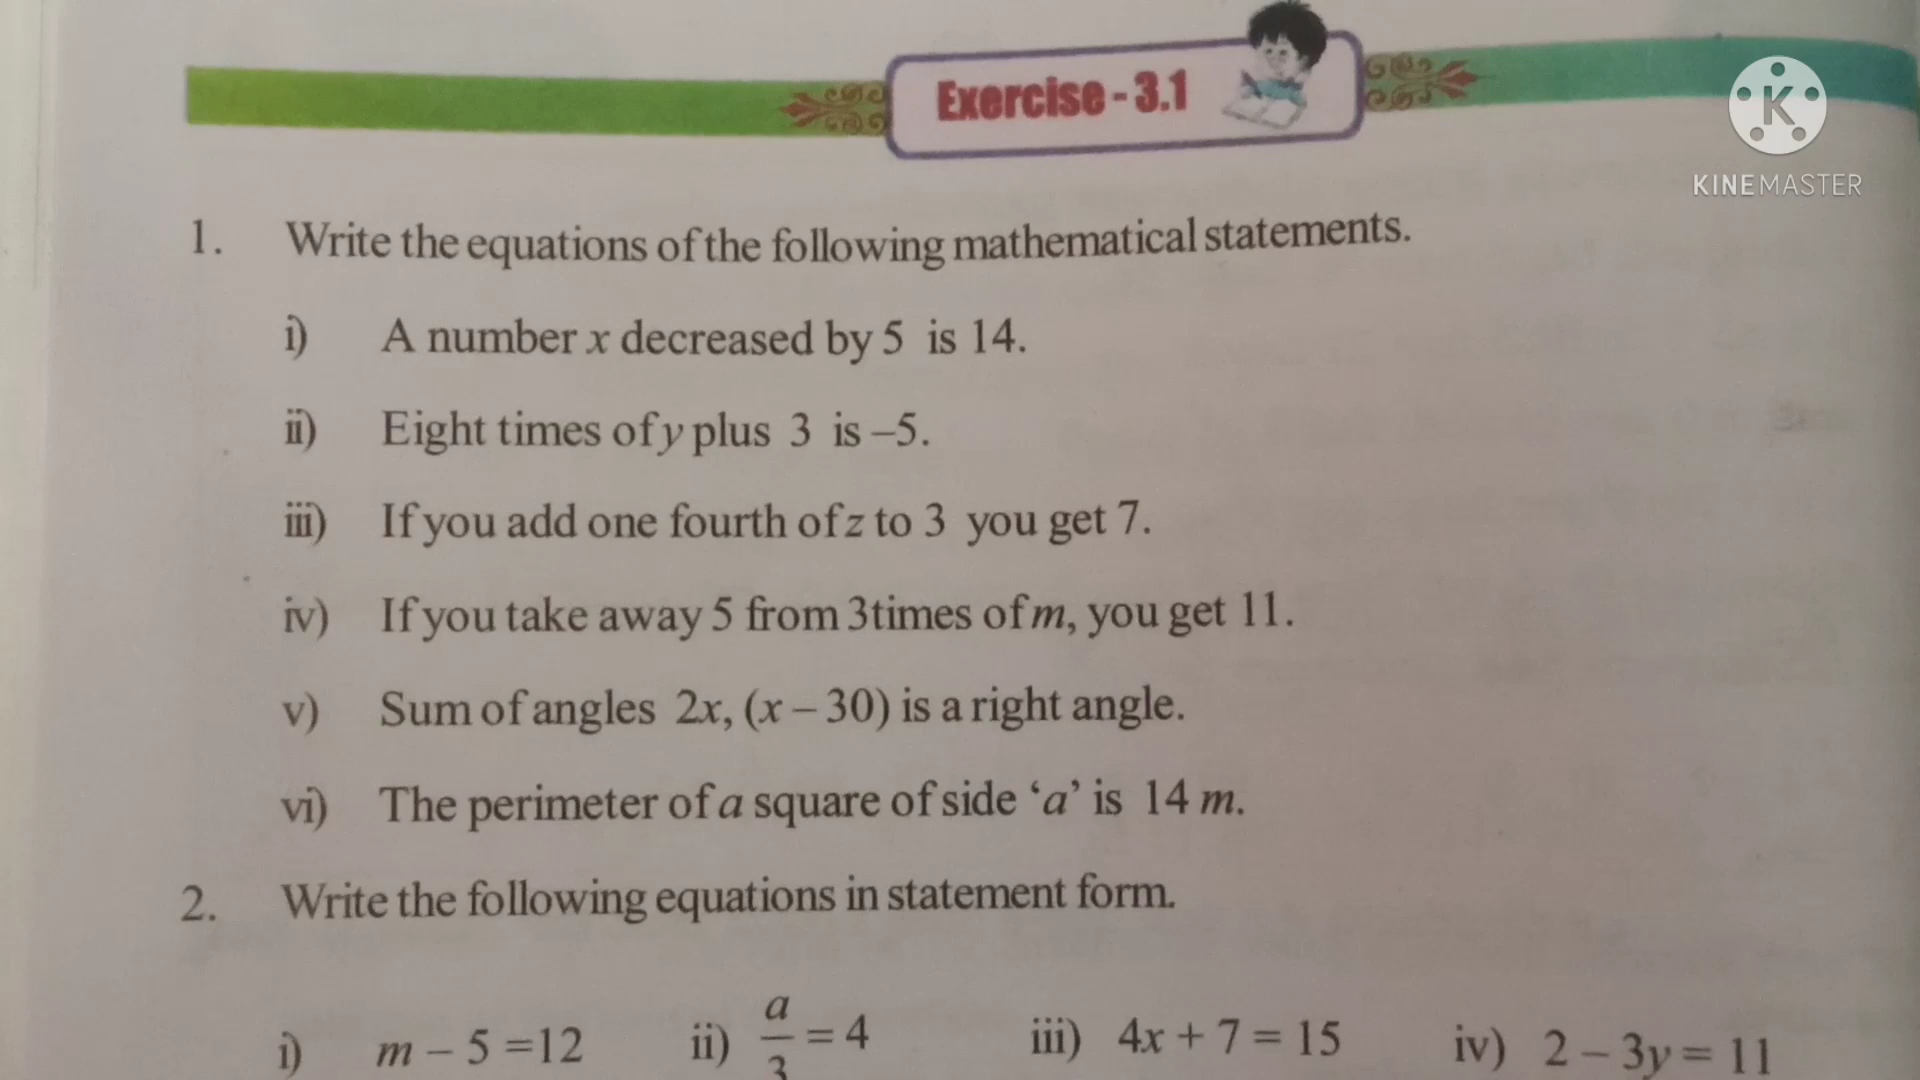 Exercise - 3.1
K
KINEMASTER
1. Write the equations of the following mathematical statements.
i) A number x decreased by 5 is 14.
ii) Eight times of y plus 3 is –5.
iii) If you add one fourth of z to 3 you get 7.
iv) If you take away 5 from 3times of m, you get 11.
v) Sum of angles 2x, (x – 30) is a right angle.
vi) The perimeter of a square of side ‘a’ is 14 m.
2. Write the following equations in statement form.
i) m – 5 =12 ii) a/3 = 4 iii) 4x + 7 = 15 iv) 2 – 3y = 11